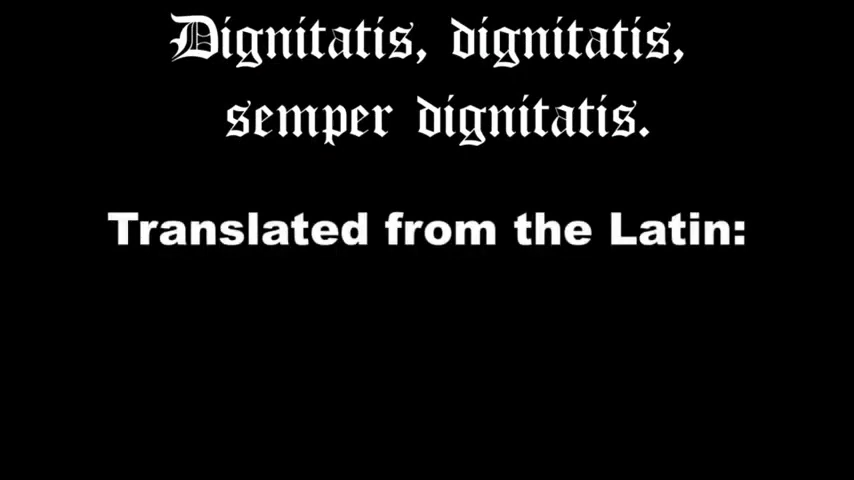 Dignitatis, dignitatis,
semper dignitatis.
Translated from the Latin: